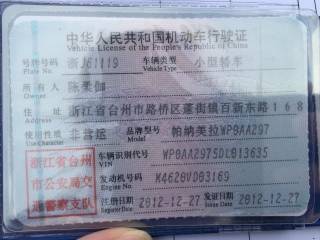 中华人民共和国机动车行驶证
Vehicle License of the People's Republic of China
号牌号码 浙J61119 车辆类型 小型轿车
Plate No. Vehicle Type
所有人
Owner
住址 浙江省台州市路桥区蓬街镇百新东路168
Address
使用性质 非营运 品牌型号 帕纳美拉WP0AA297
Use Character Model
浙江省台州
市公安局交
通警察支队
车辆识别代号 WP0AA2975DL013635
VIN
发动机号码 M4620VD03169
Engine No.
注册日期 2012-12-27 发证日期 2012-12-27
Register Date Issue Date